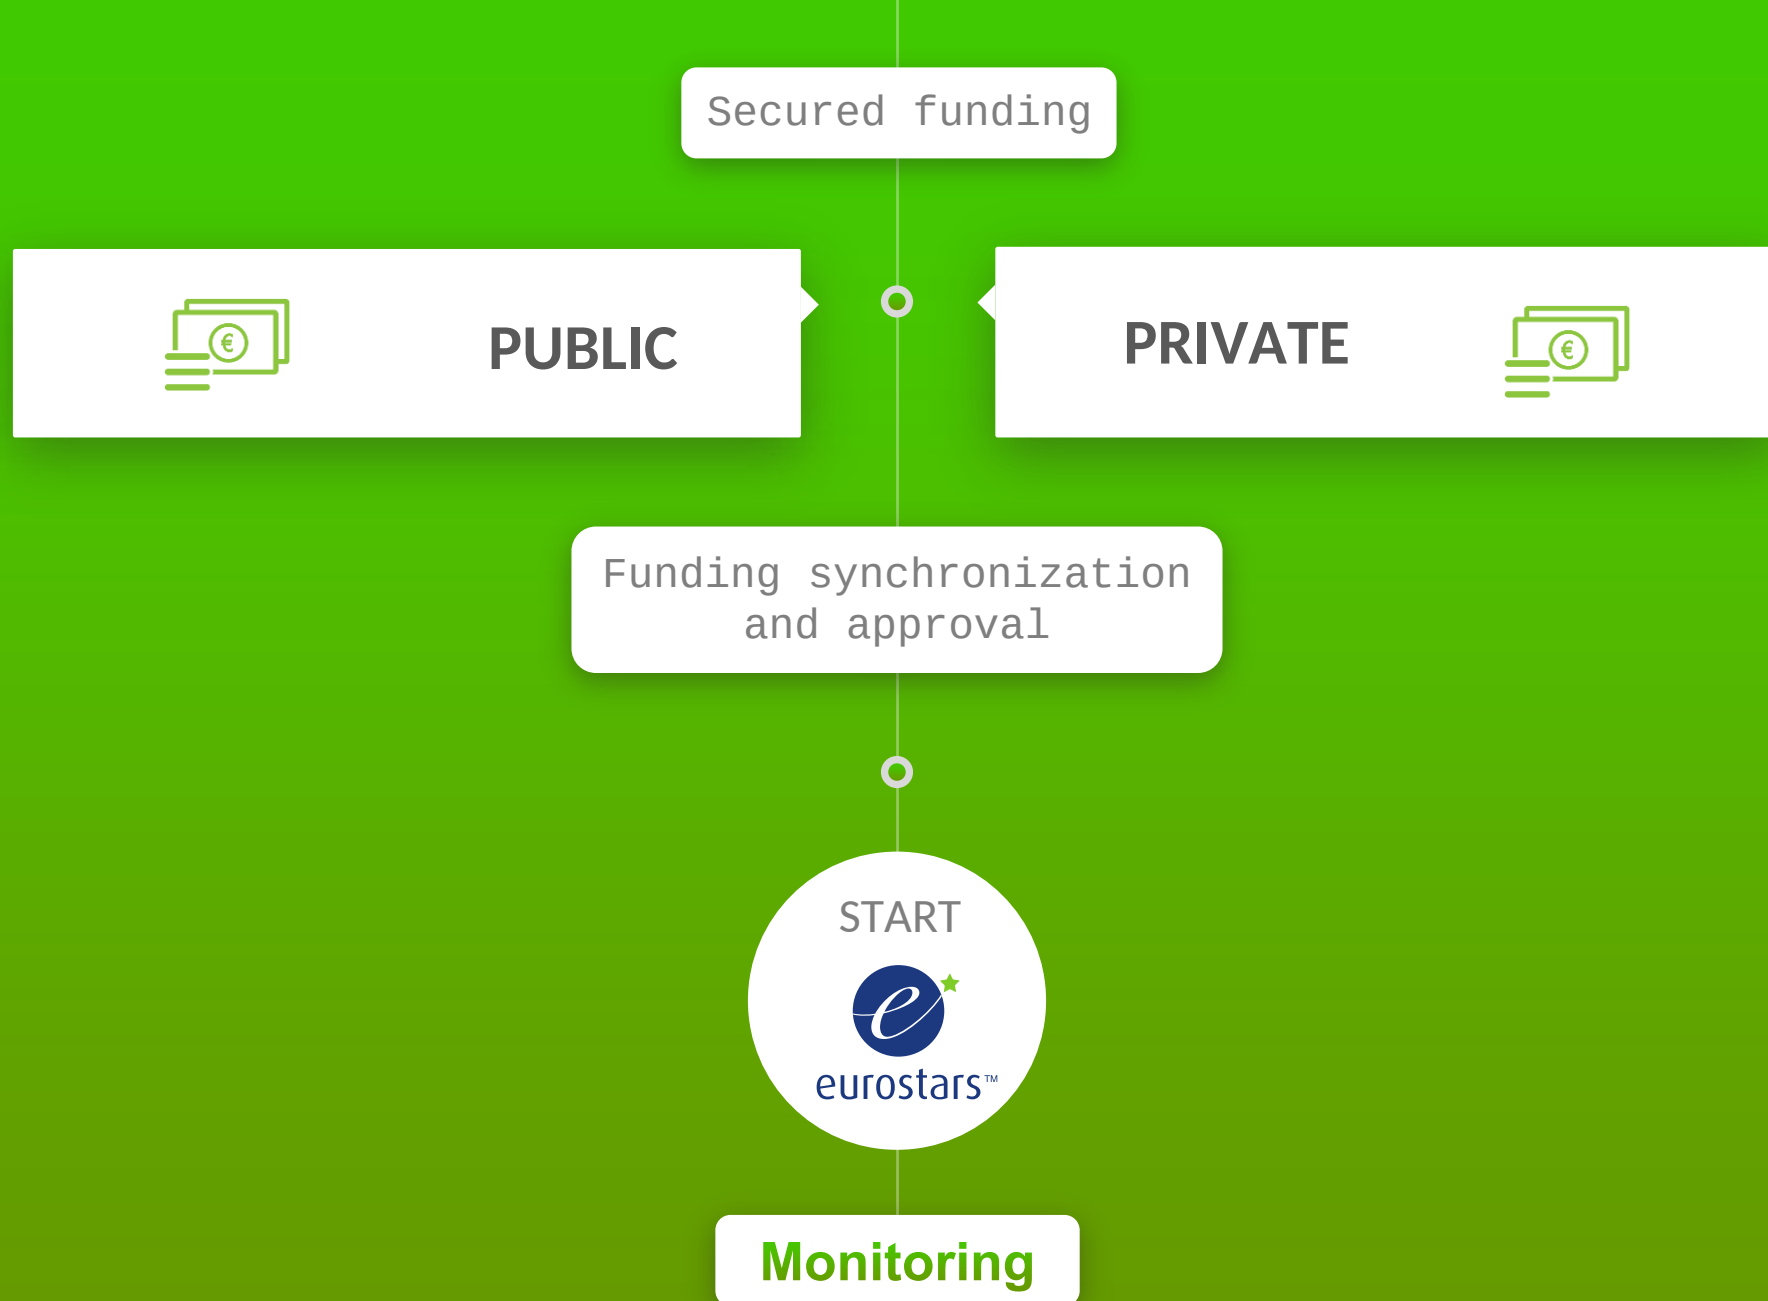 Secured funding
PUBLIC
PRIVATE
Funding synchronization
and approval
START
eurostars™
Monitoring